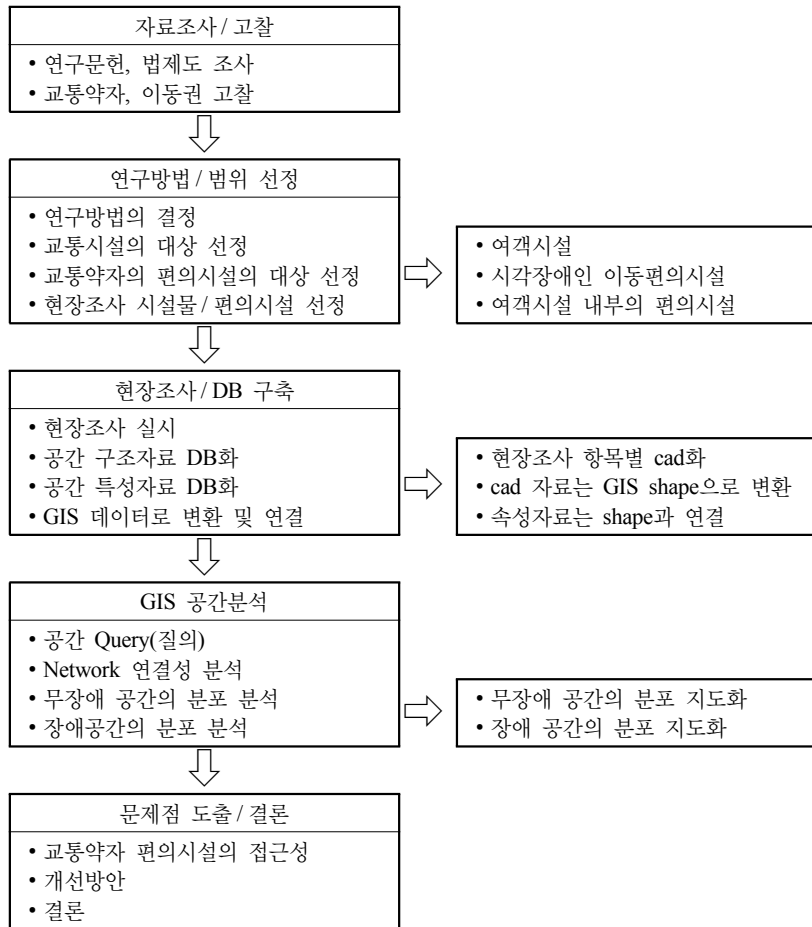 자료조사 / 고찰
• 연구문헌, 법제도 조사
• 교통약자, 이동권 고찰
연구방법 / 범위 선정
• 연구방법의 결정
• 교통시설의 대상 선정
• 교통약자의 편의시설의 대상 선정
• 현장조사 시설물 / 편의시설 선정
• 여객시설
• 시각장애인 이동편의시설
• 여객시설 내부의 편의시설
현장조사 / DB 구축
• 현장조사 실시
• 공간 구조자료 DB화
• 공간 특성자료 DB화
• GIS 데이터로 변환 및 연결
• 현장조사 항목별 cad화
• cad 자료는 GIS shape으로 변환
• 속성자료는 shape과 연결
GIS 공간분석
• 공간 Query(질의)
• Network 연결성 분석
• 무장애 공간의 분포 분석
• 장애공간의 분포 분석
• 무장애 공간의 분포 지도화
• 장애 공간의 분포 지도화
문제점 도출 / 결론
• 교통약자 편의시설의 접근성
• 개선방안
• 결론